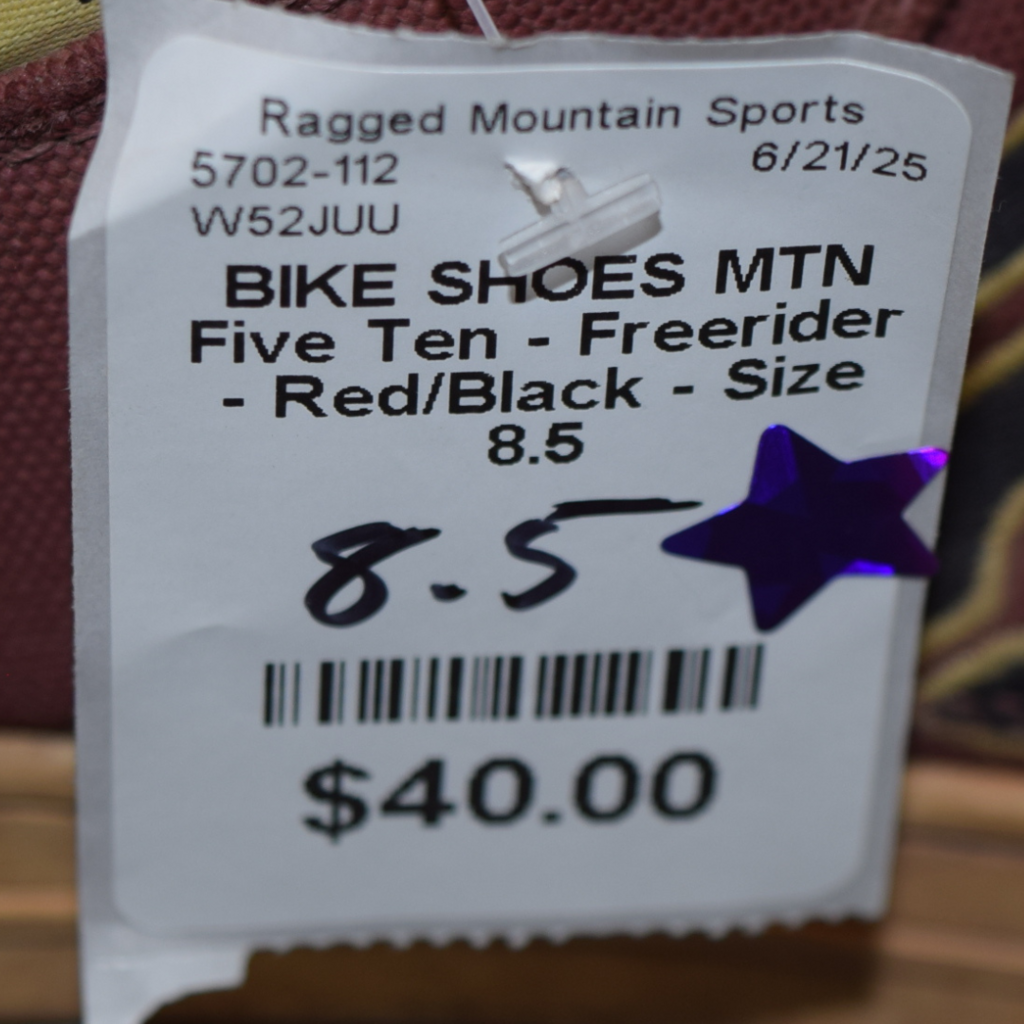 Ragged Mountain Sports
5702-112 6/21/25
W52JUU
BIKE SHOES MTN
Five Ten - Freerider
- Red/Black - Size
8.5
8.5
$40.00